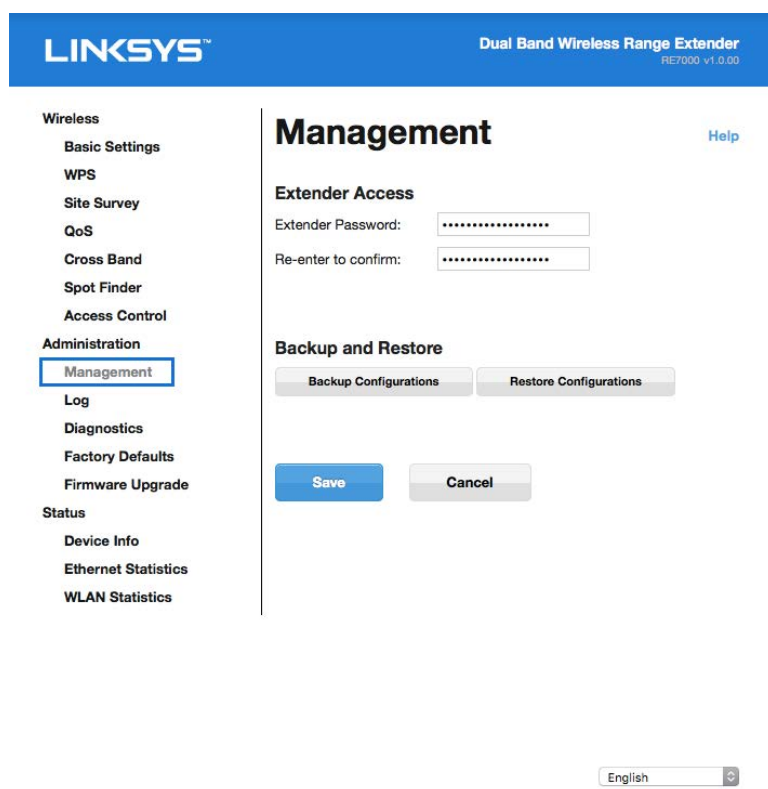 LINKSYS™
Dual Band Wireless Range Extender
RE7000 v1.0.00
Wireless
Basic Settings
WPS
Site Survey
QoS
Cross Band
Spot Finder
Access Control
Administration
Management
Log
Diagnostics
Factory Defaults
Firmware Upgrade
Status
Device Info
Ethernet Statistics
WLAN Statistics
Management
Help
Extender Access
Extender Password: ••••••••••••••••••
Re-enter to confirm: ••••••••••••••••••
Backup and Restore
Backup Configurations Restore Configurations
Save Cancel
English